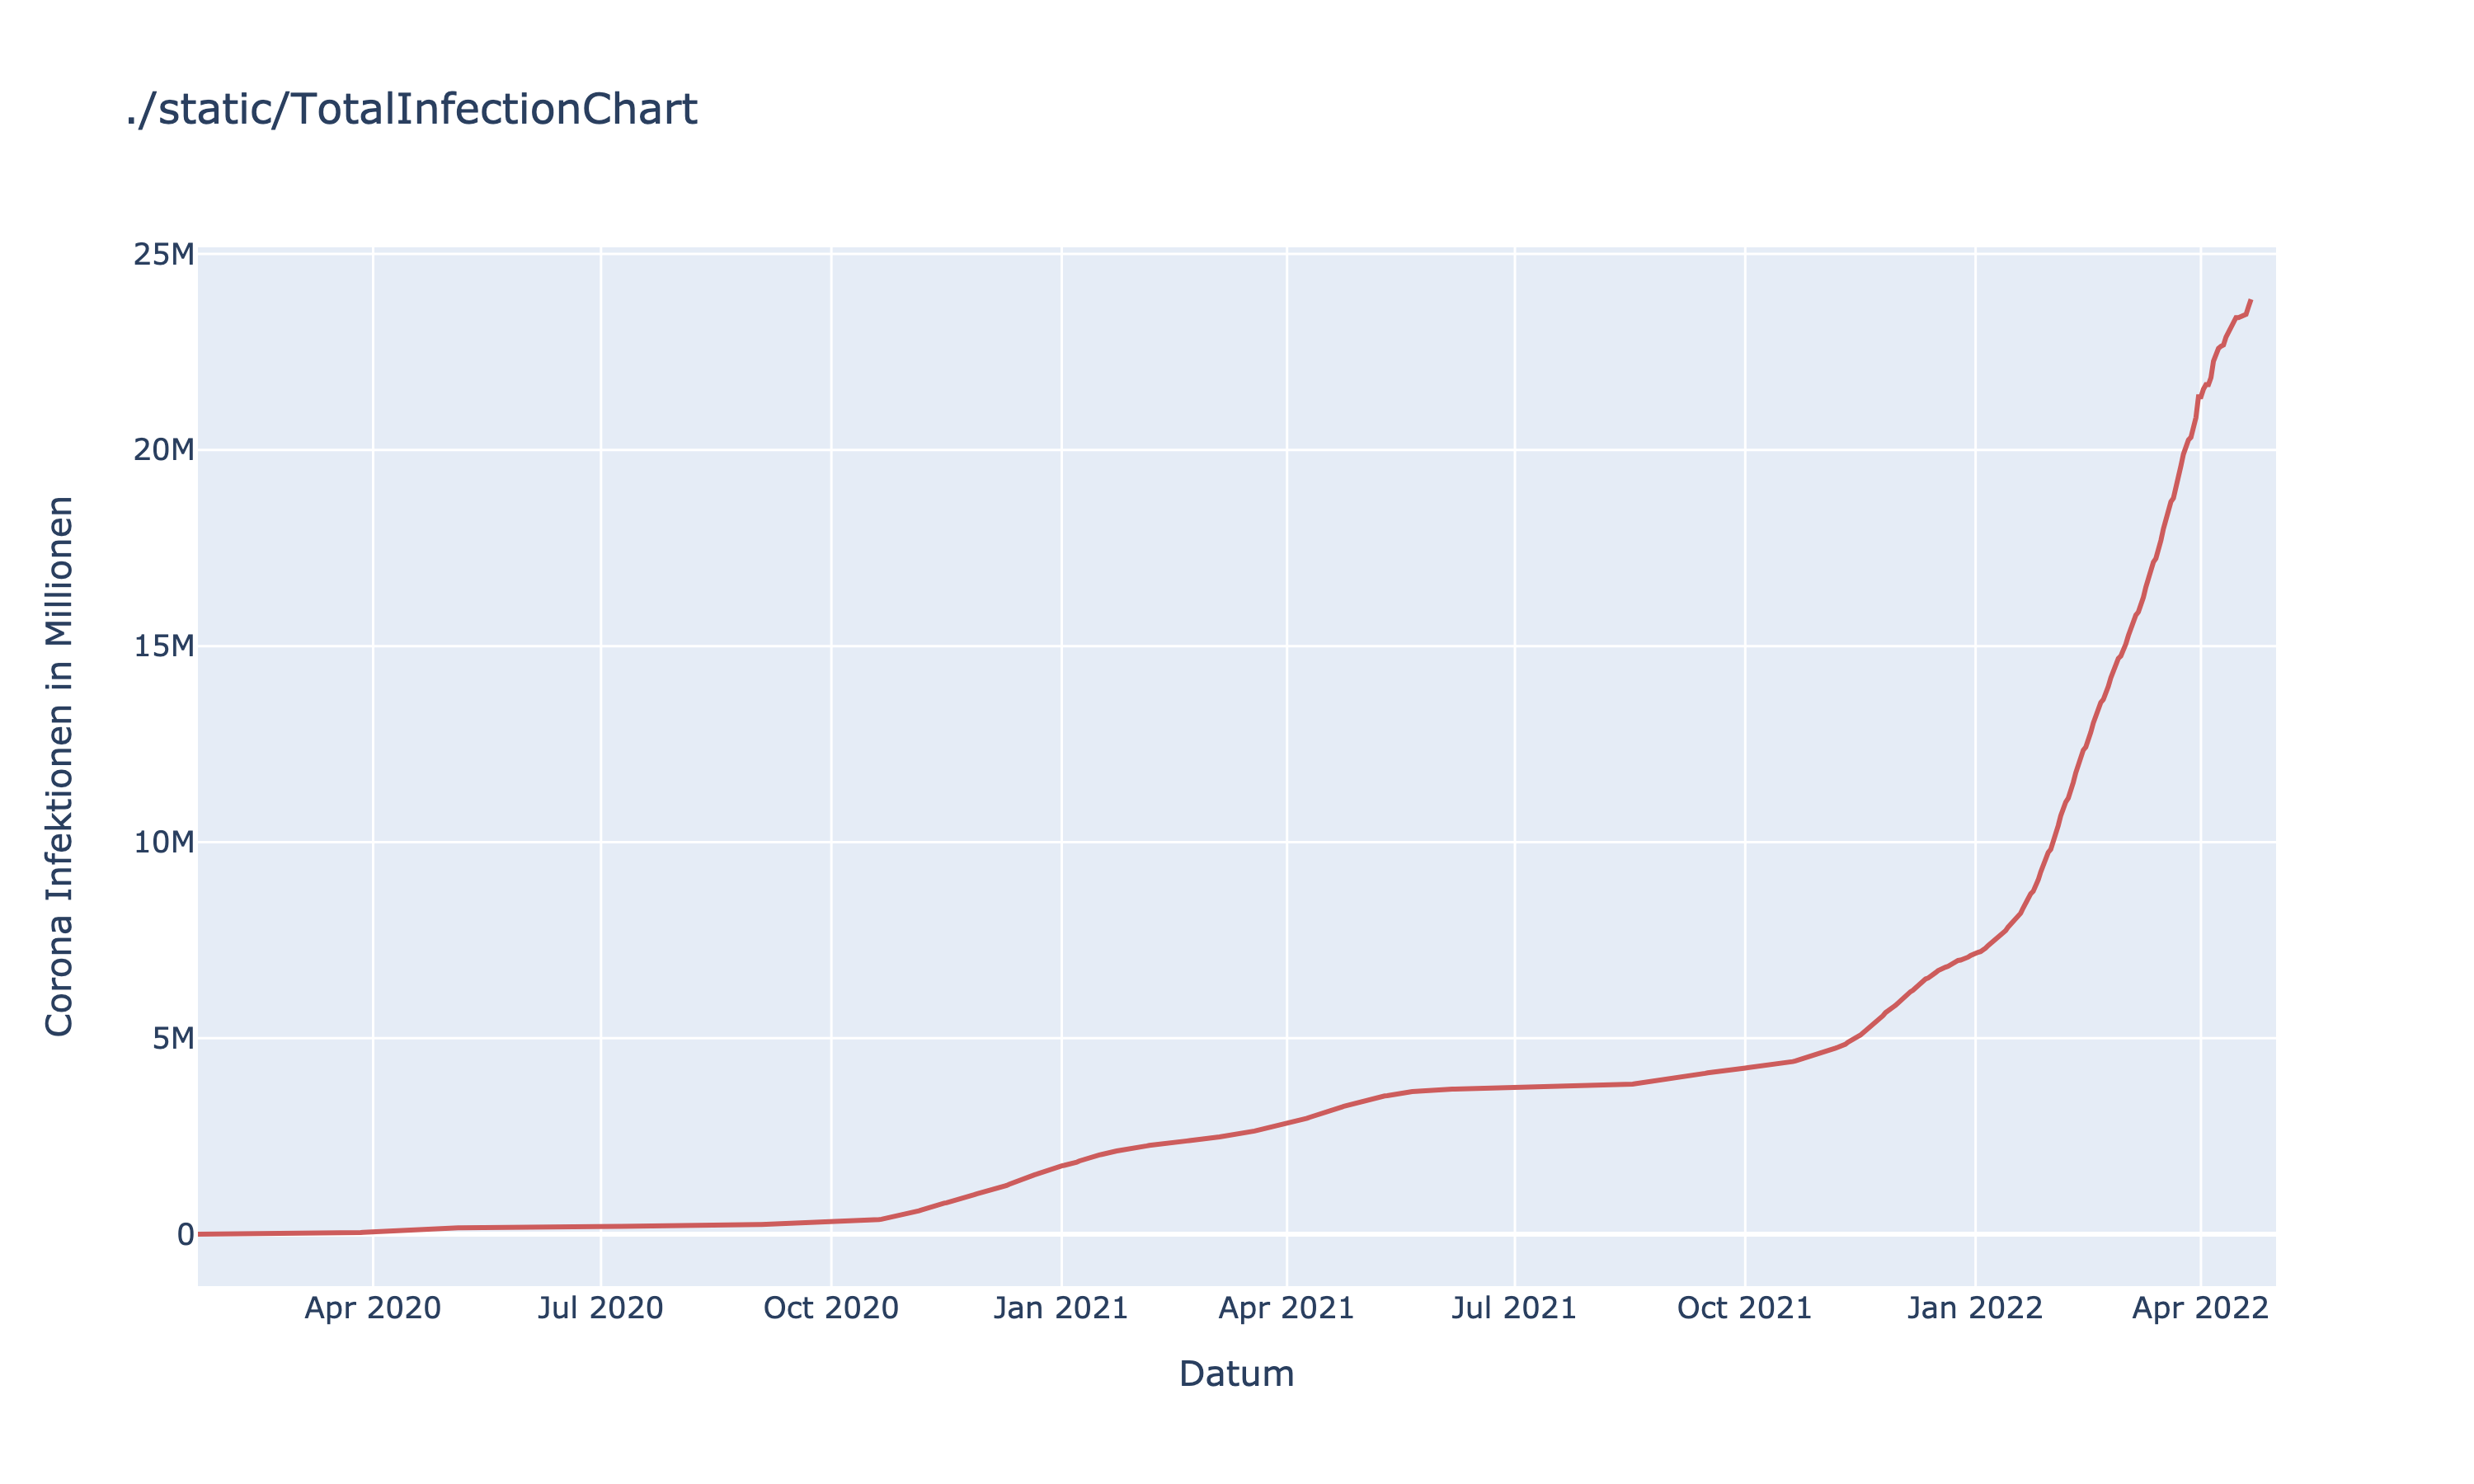 ./static/TotalInfectionChart
25M
20M
15M
10M
5M
0
Corona Infektionen in Millionen
Apr 2020 Jul 2020 Oct 2020 Jan 2021 Apr 2021 Jul 2021 Oct 2021 Jan 2022 Apr 2022
Datum